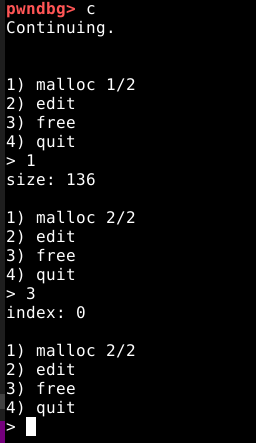 pwndbg> c
Continuing.
1) malloc 1/2
2) edit
3) free
4) quit
> 1
size: 136
1) malloc 2/2
2) edit
3) free
4) quit
> 3
index: 0
1) malloc 2/2
2) edit
3) free
4) quit
>